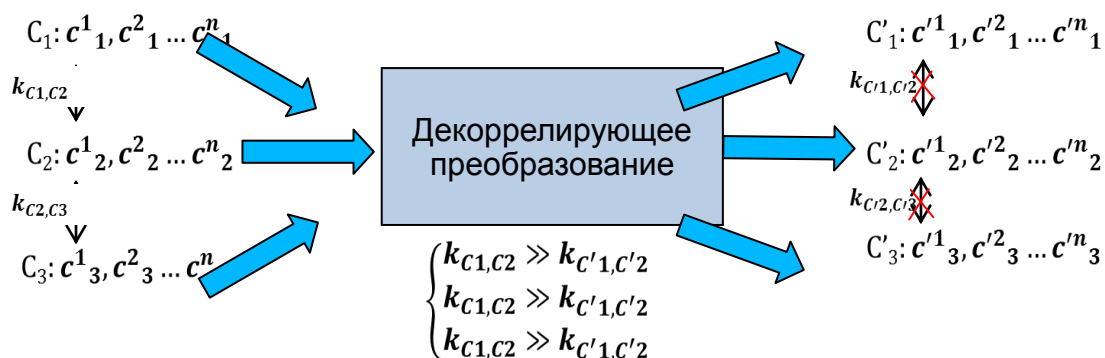 C₁: c¹₁, c²₁ … cⁿ₁
k_{C1,C2}
C₂: c¹₂, c²₂ … cⁿ₂
k_{C2,C3}
C₃: c¹₃, c²₃ … cⁿ
Декоррелирующее
преобразование
k_{C1,C2} ≫ k_{C′1,C′2}
k_{C1,C2} ≫ k_{C′1,C′2}
k_{C1,C2} ≫ k_{C′1,C′2}
C′₁: c′¹₁, c′²₁ … c′ⁿ₁
k_{C′1,C′2}
C′₂: c′¹₂, c′²₂ … c′ⁿ₂
k_{C′2,C′3}
C′₃: c′¹₃, c′²₃ … c′ⁿ₃